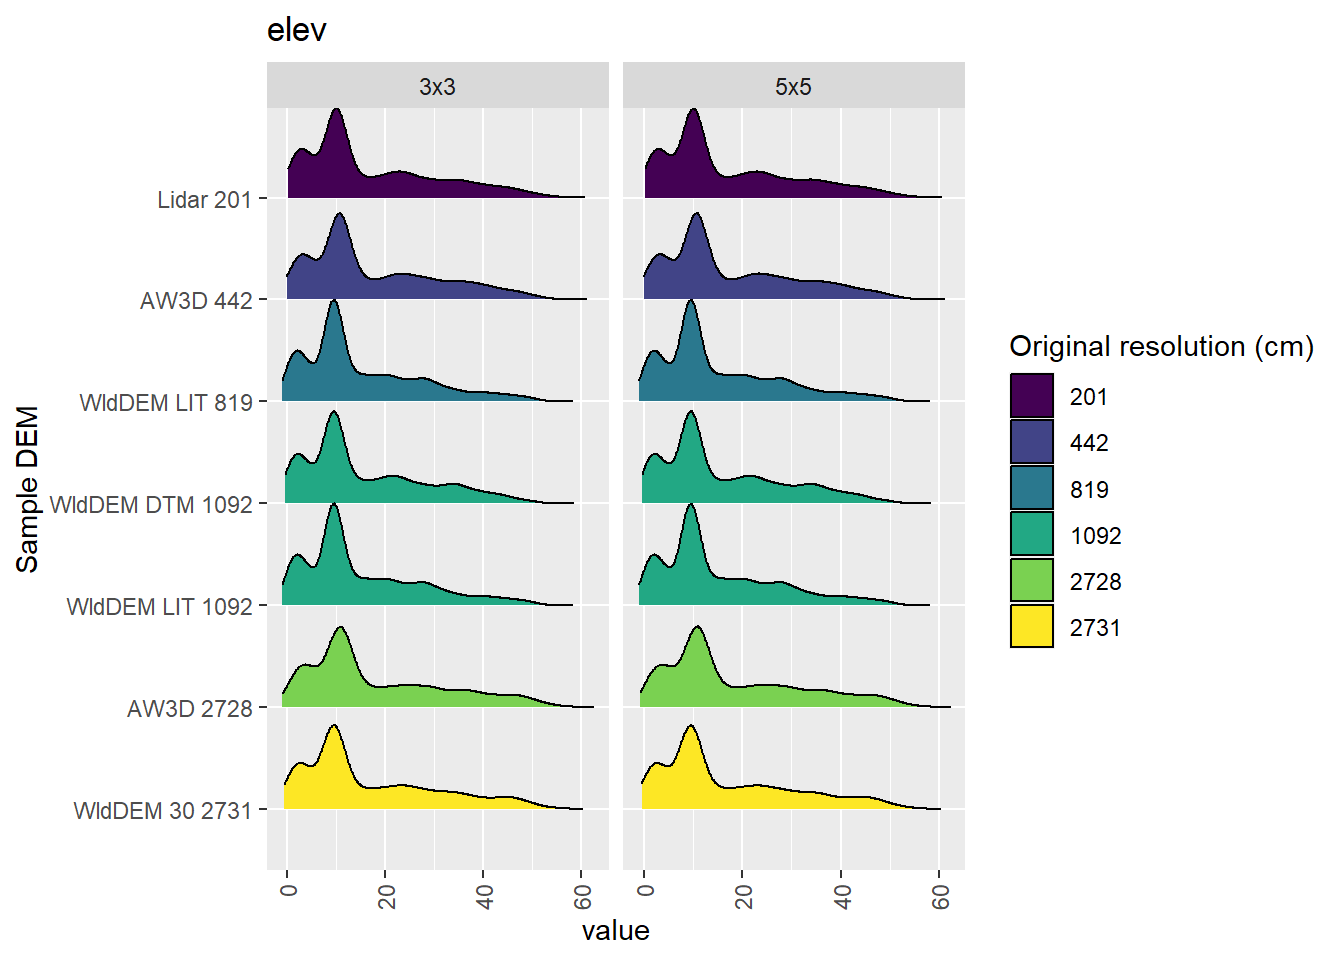 elev
3x3
5x5
Sample DEM
Lidar 201
AW3D 442
WldDEM LIT 819
WldDEM DTM 1092
WldDEM LIT 1092
AW3D 2728
WldDEM 30 2731
0
20
40
60
0
20
40
60
value
Original resolution (cm)
201
442
819
1092
2728
2731